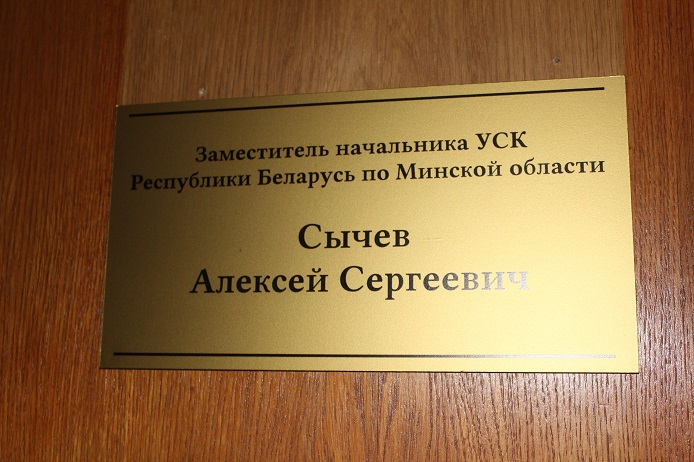 Заместитель начальника УСК
Республики Беларусь по Минской области
Сычев
Алексей Сергеевич